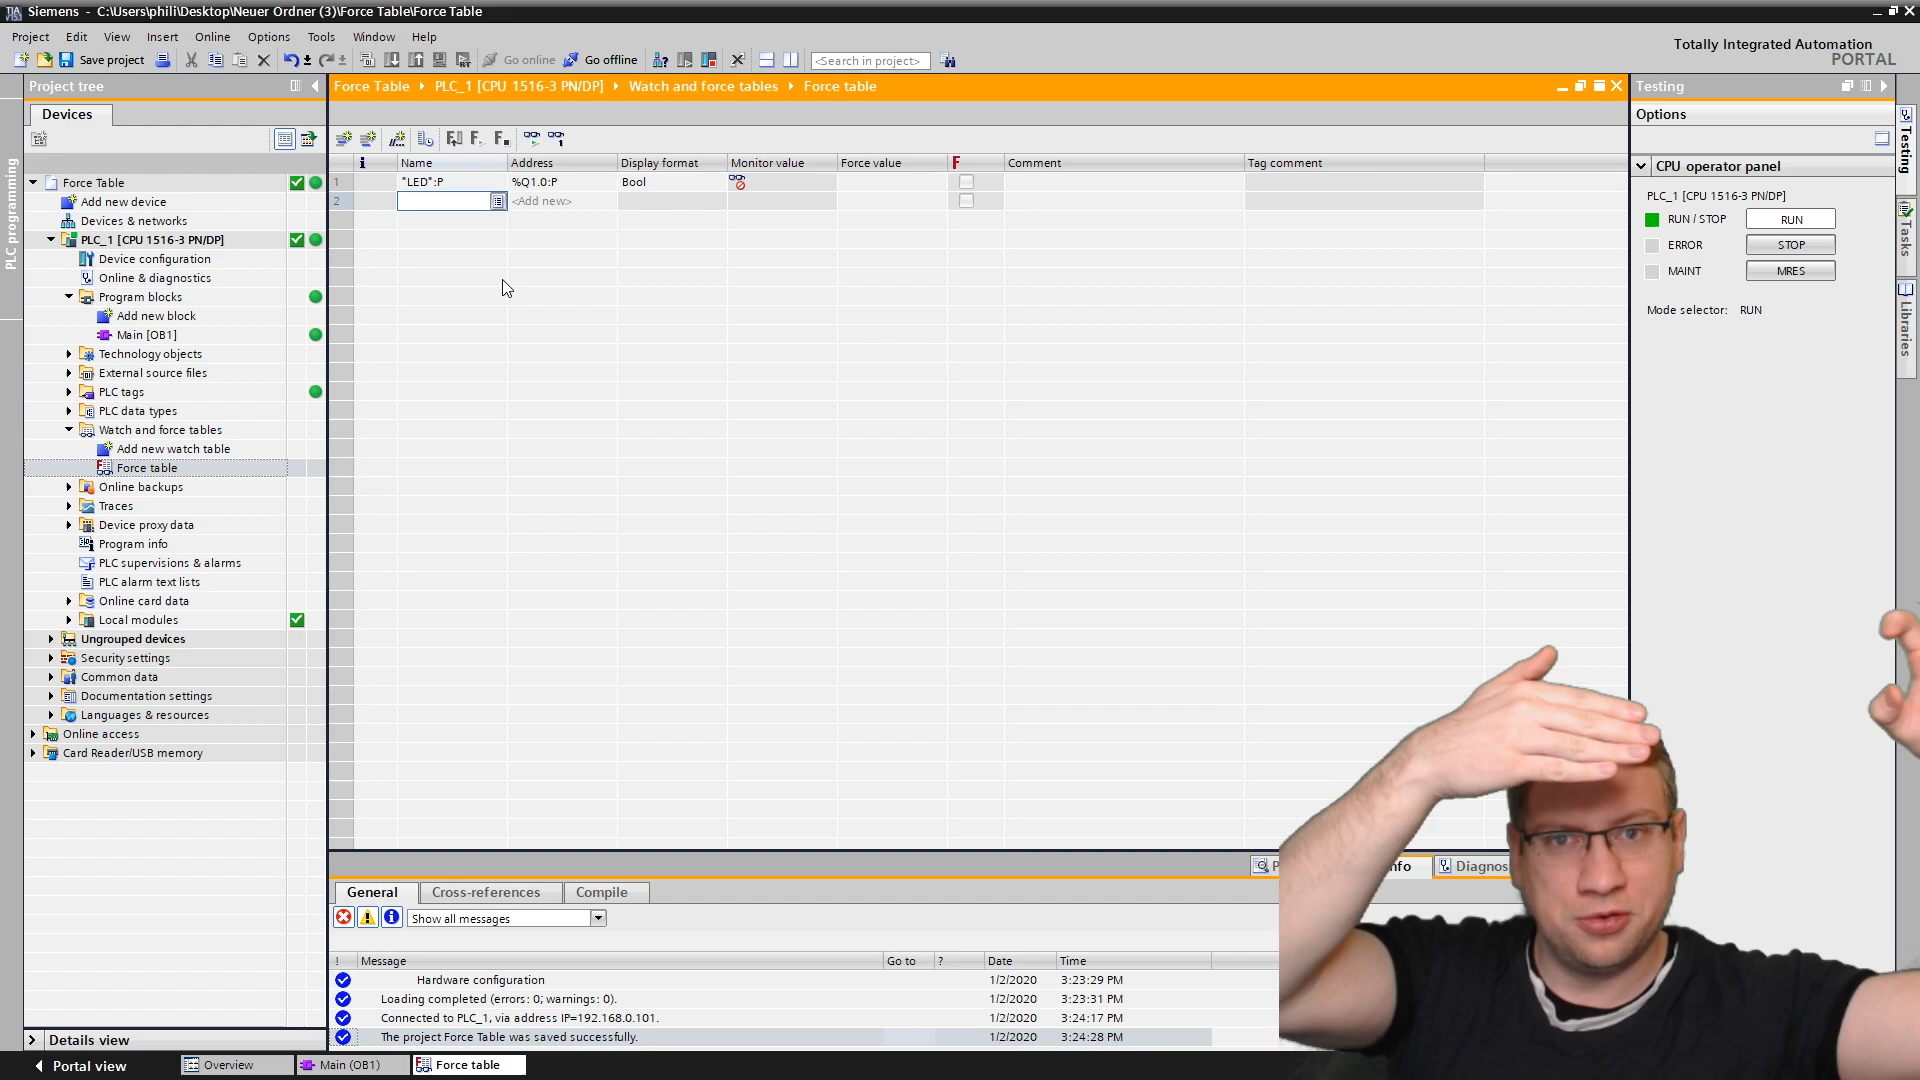 Siemens - C:\Users\phili\Desktop\Neuer Ordner (3)\Force Table\Force Table
Project Edit View Insert Online Options Tools Window Help
Totally Integrated Automation
PORTAL
Save project
Go online
Go offline
<Search in project>
Project tree
Devices
PLC programming
Force Table
Add new device
Devices & networks
PLC_1 [CPU 1516-3 PN/DP]
Device configuration
Online & diagnostics
Program blocks
Add new block
Main [OB1]
Technology objects
External source files
PLC tags
PLC data types
Watch and force tables
Add new watch table
Force table
Online backups
Traces
Device proxy data
Program info
PLC supervisions & alarms
PLC alarm text lists
Online card data
Local modules
Ungrouped devices
Security settings
Common data
Documentation settings
Languages & resources
Online access
Card Reader/USB memory
Details view
Force Table PLC_1 [CPU 1516-3 PN/DP] Watch and force tables Force table
i Name Address Display format Monitor value Force value F Comment Tag comment
1 "LED":P %Q1.0:P Bool
2 <Add new>
General Cross-references Compile
Show all messages
! Message Go to ? Date Time
Hardware configuration 1/2/2020 3:23:29 PM
Loading completed (errors: 0; warnings: 0). 1/2/2020 3:23:31 PM
Connected to PLC_1, via address IP=192.168.0.101. 1/2/2020 3:24:17 PM
The project Force Table was saved successfully. 1/2/2020 3:24:28 PM
Testing
Options
CPU operator panel
PLC_1 [CPU 1516-3 PN/DP]
RUN / STOP RUN
ERROR STOP
MAINT MRES
Mode selector: RUN
Testing
Tasks
Libraries
Portal view
Overview
Main (OB1)
Force table